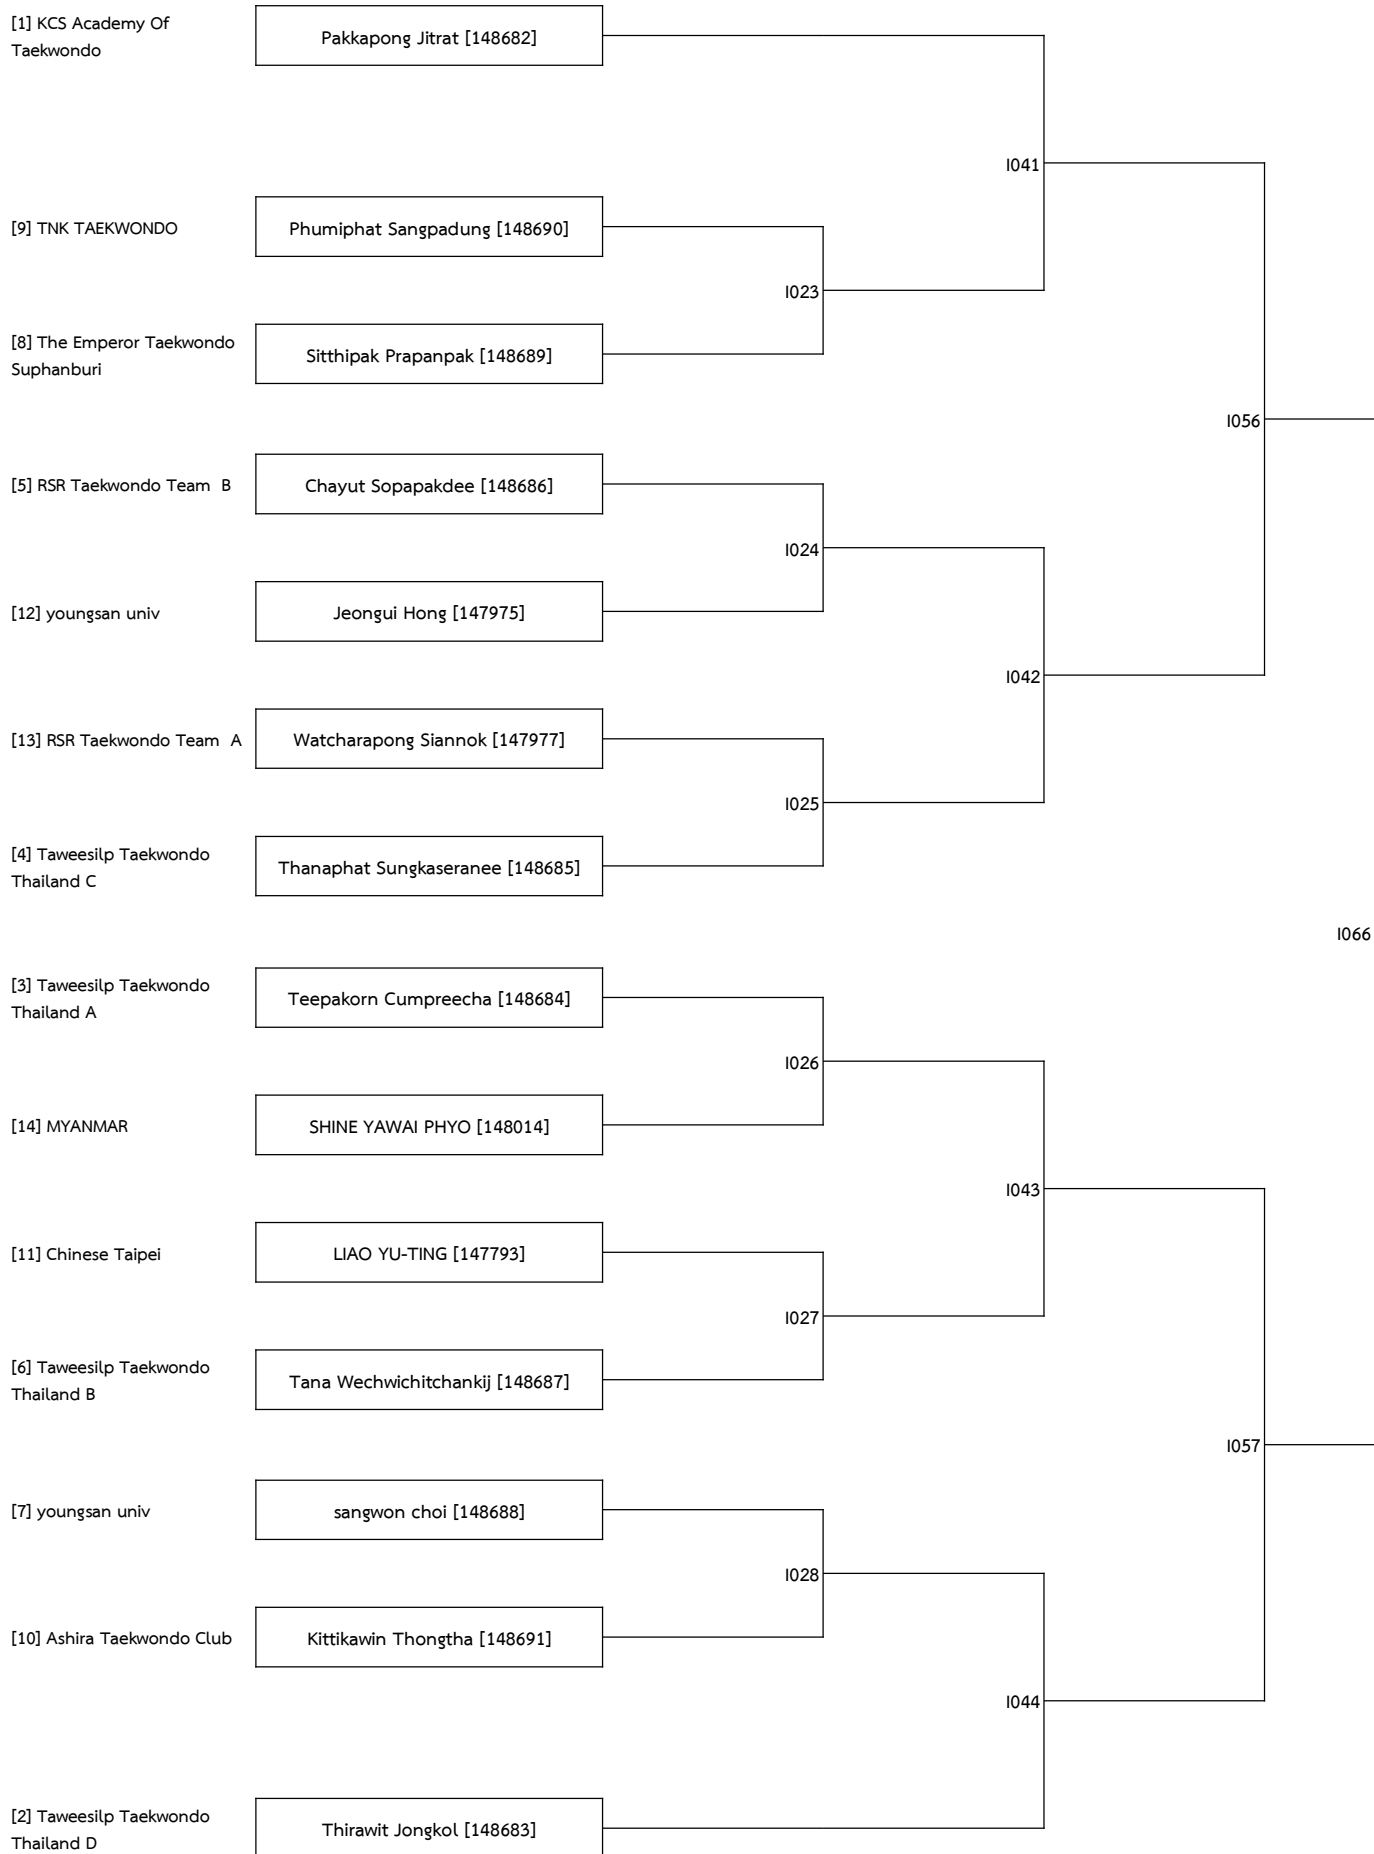 [1] KCS Academy Of
Taekwondo
Pakkapong Jitrat [148682]
I041
[9] TNK TAEKWONDO
Phumiphat Sangpadung [148690]
I023
[8] The Emperor Taekwondo
Suphanburi
Sitthipak Prapanpak [148689]
I056
[5] RSR Taekwondo Team  B
Chayut Sopapakdee [148686]
I024
[12] youngsan univ
Jeongui Hong [147975]
I042
[13] RSR Taekwondo Team  A
Watcharapong Siannok [147977]
I025
[4] Taweesilp Taekwondo
Thailand C
Thanaphat Sungkaseranee [148685]
I066
[3] Taweesilp Taekwondo
Thailand A
Teepakorn Cumpreecha [148684]
I026
[14] MYANMAR
SHINE YAWAI PHYO [148014]
I043
[11] Chinese Taipei
LIAO YU-TING [147793]
I027
[6] Taweesilp Taekwondo
Thailand B
Tana Wechwichitchankij [148687]
I057
[7] youngsan univ
sangwon choi [148688]
I028
[10] Ashira Taekwondo Club
Kittikawin Thongtha [148691]
I044
[2] Taweesilp Taekwondo
Thailand D
Thirawit Jongkol [148683]